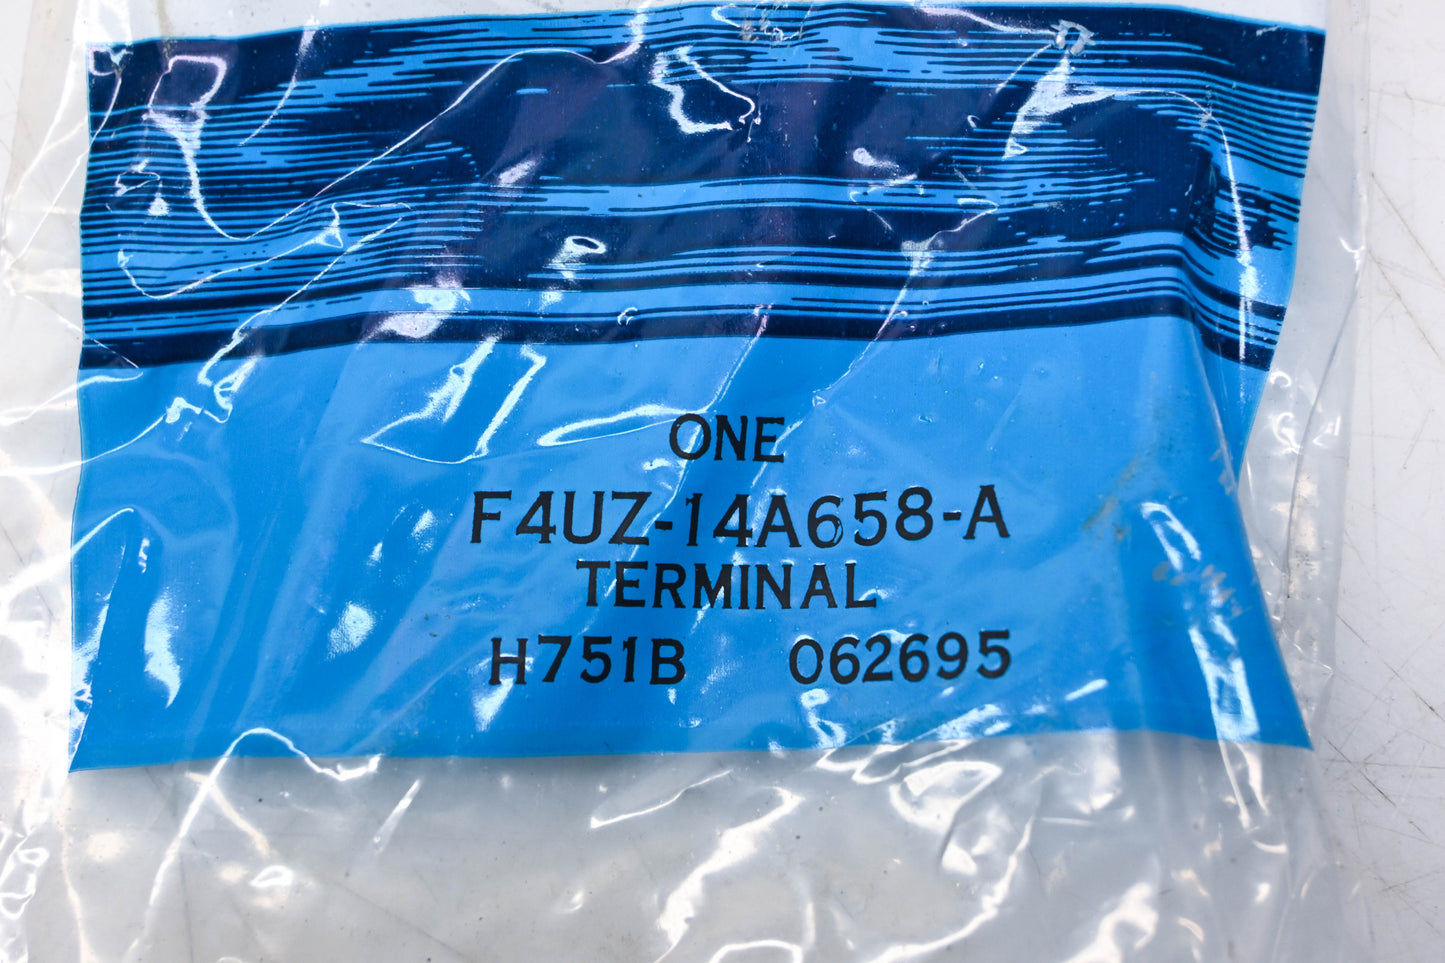 ONE
F4UZ-14A658-A
TERMINAL
H751B 062695